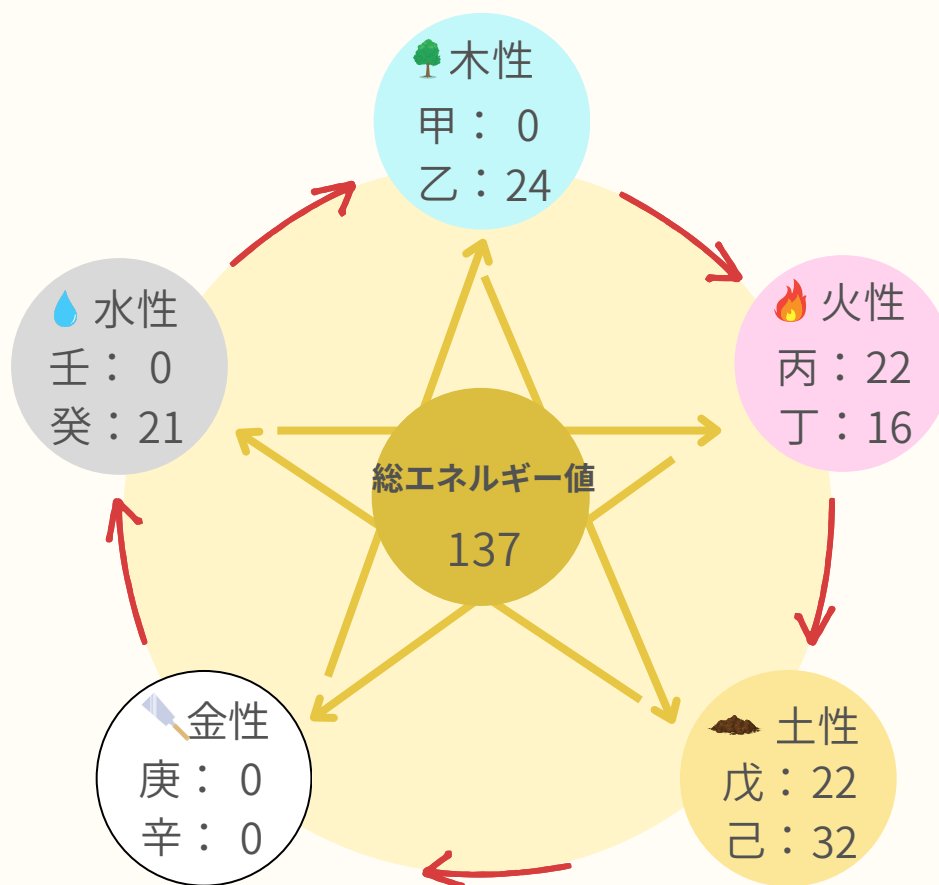 木性
甲： 0
乙：24
火性
丙：22
丁：16
水性
壬： 0
癸：21
総エネルギー値
137
金性
庚： 0
辛： 0
土性
戊：22
己：32